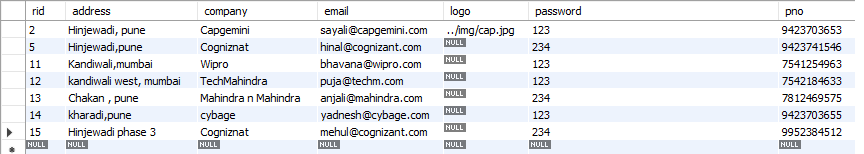 rid address company email logo password pno
2 Hinjewadi, pune Capgemini sayali@capgemini.com ../img/cap.jpg 123 9423703653
5 Hinjewadi,pune Cogniznat hinal@cognizant.com NULL 234 9423741546
11 Kandiwali,mumbai Wipro bhavana@wipro.com NULL 123 7541254963
12 kandiwali west, mumbai TechMahindra puja@techm.com NULL 123 7542184633
13 Chakan , pune Mahindra n Mahindra anjali@mahindra.com NULL 234 7812469575
14 kharadi,pune cybage yadnesh@cybage.com NULL 123 9423703655
15 Hinjewadi phase 3 Cogniznat mehul@cognizant.com NULL 234 9952384512
NULL NULL NULL NULL NULL NULL NULL